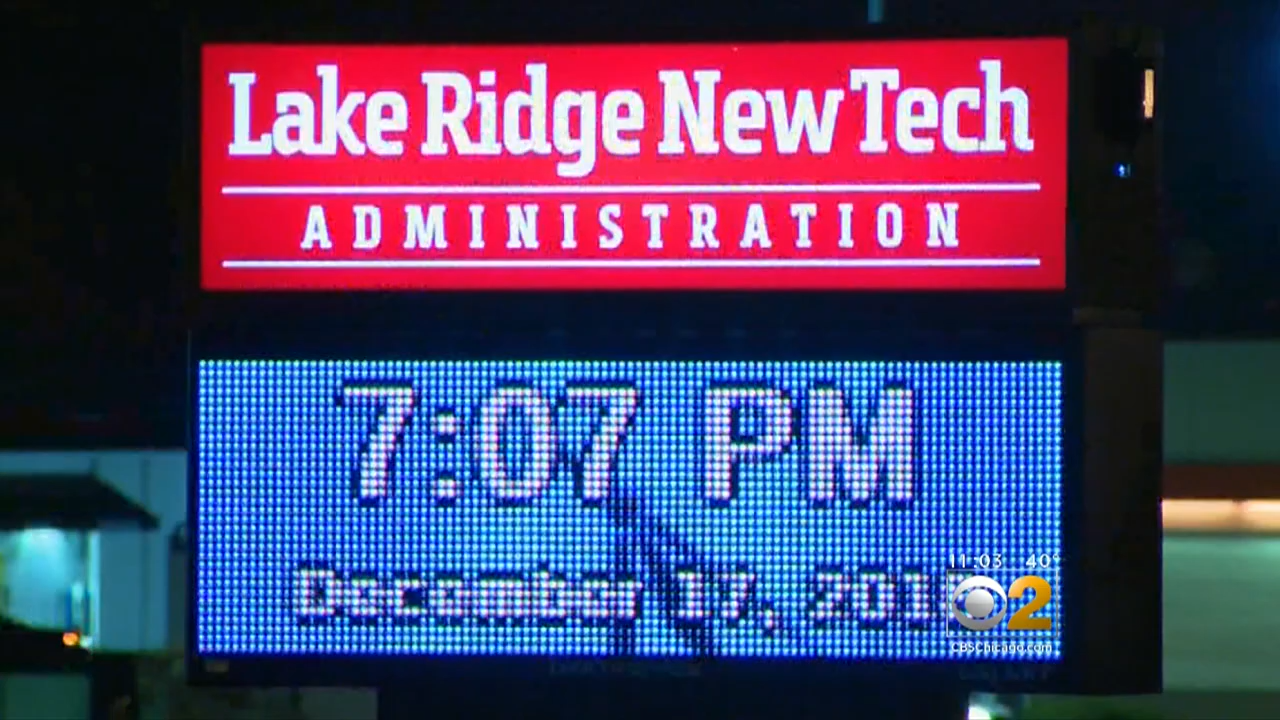 Lake Ridge New Tech
ADMINISTRATION
7:07 PM
December 17, 201
11:03 40°
2
CBSChicago.com